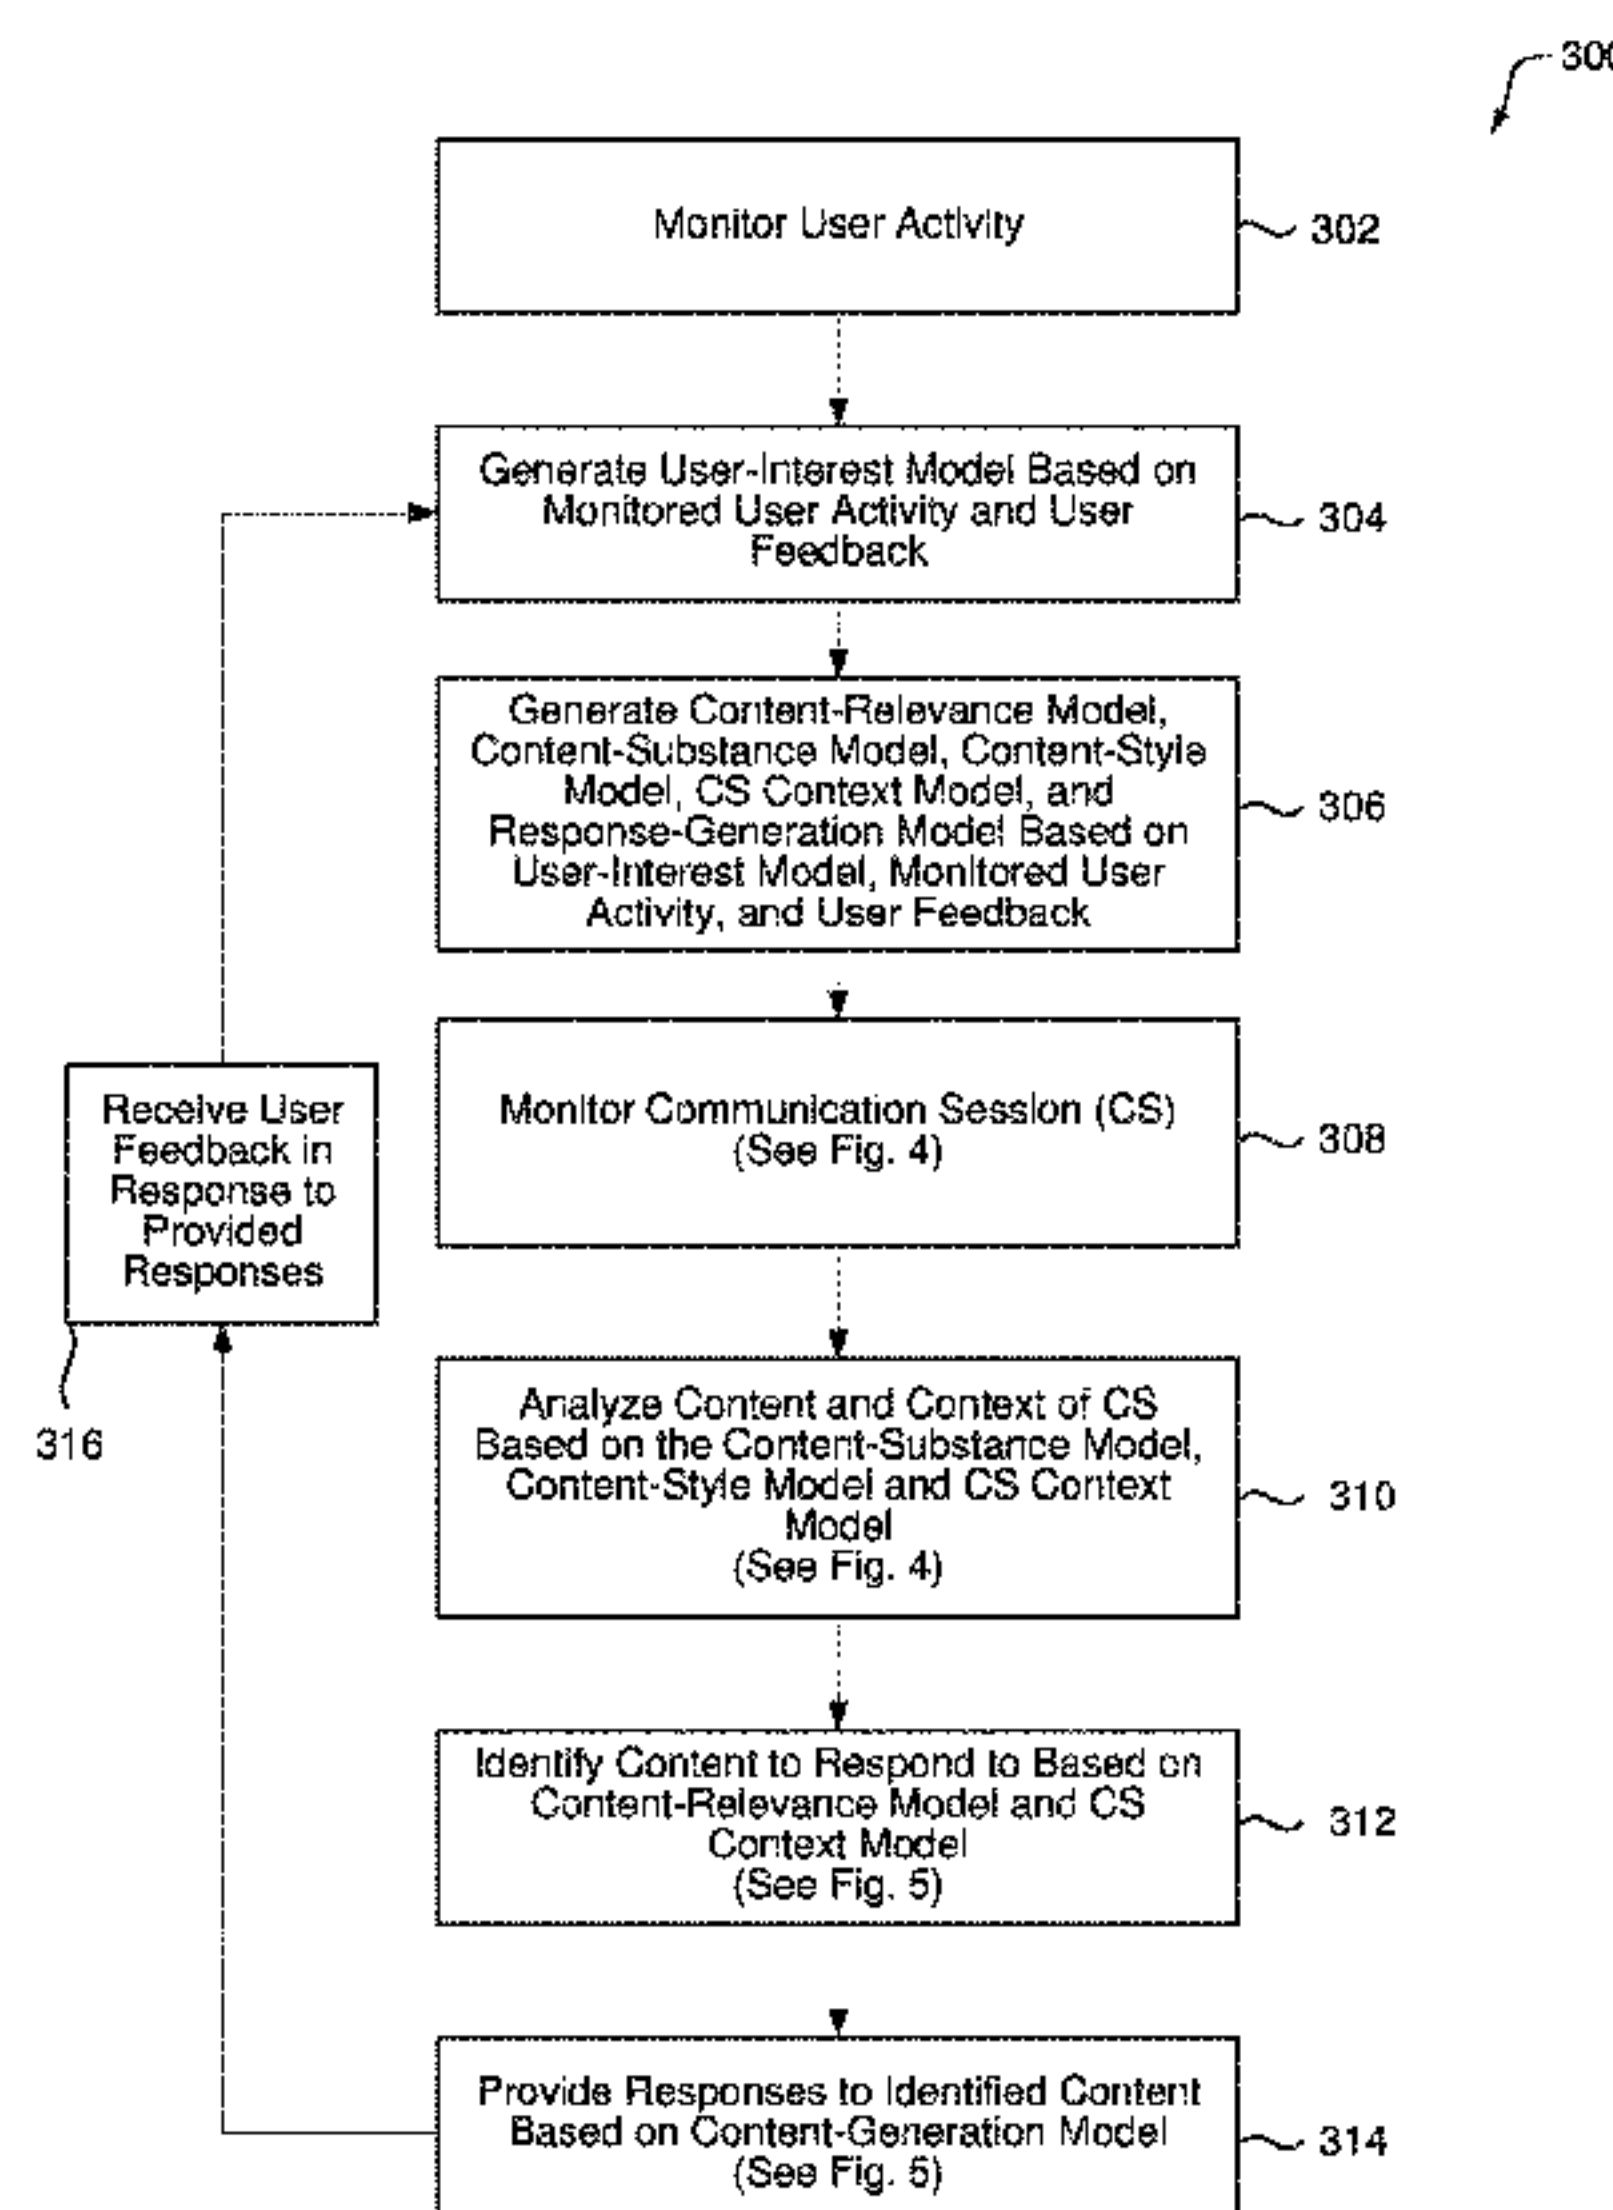 300
Monitor User Activity
302
Generate User-Interest Model Based on
Monitored User Activity and User
Feedback
304
Generate Content-Relevance Model,
Content-Substance Model, Content-Style
Model, CS Context Model, and
Response-Generation Model Based on
User-Interest Model, Monitored User
Activity, and User Feedback
306
Monitor Communication Session (CS)
(See Fig. 4)
308
Receive User
Feedback in
Response to
Provided
Responses
316
Analyze Content and Context of CS
Based on the Content-Substance Model,
Content-Style Model and CS Context
Model
(See Fig. 4)
310
Identify Content to Respond to Based on
Content-Relevance Model and CS
Context Model
(See Fig. 5)
312
Provide Responses to Identified Content
Based on Content-Generation Model
(See Fig. 5)
314